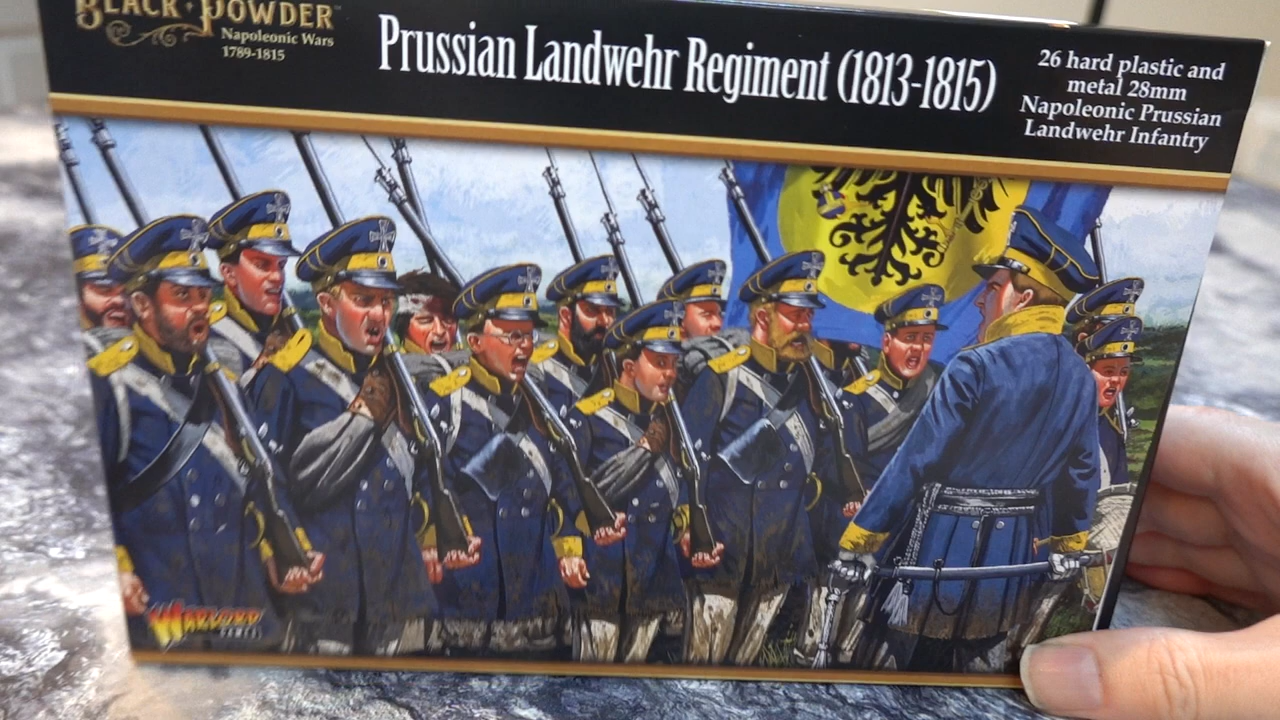 BLACK POWDER
Napoleonic Wars
1789-1815
Prussian Landwehr Regiment (1813-1815)
26 hard plastic and
metal 28mm
Napoleonic Prussian
Landwehr Infantry
WARLORD
GAMES